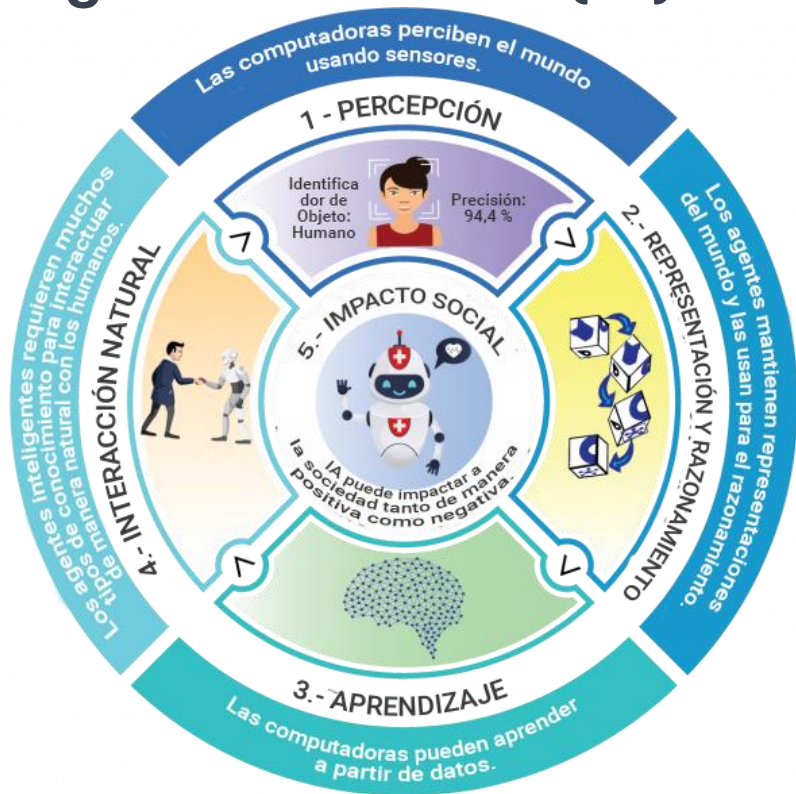 Las computadoras perciben el mundo
usando sensores.
1 - PERCEPCIÓN
Identifica
dor de
Objeto:
Humano
Precisión:
94,4 %
2.- REPRESENTACIÓN Y RAZONAMIENTO
Los agentes mantienen representaciones
del mundo y las usan para el razonamiento.
3.- APRENDIZAJE
Las computadoras pueden aprender
a partir de datos.
4.- INTERACCIÓN NATURAL
Los agentes inteligentes requieren muchos
tipos de conocimiento para interactuar
de manera natural con los humanos.
5.- IMPACTO SOCIAL
IA puede impactar a
la sociedad tanto de manera
positiva como negativa.